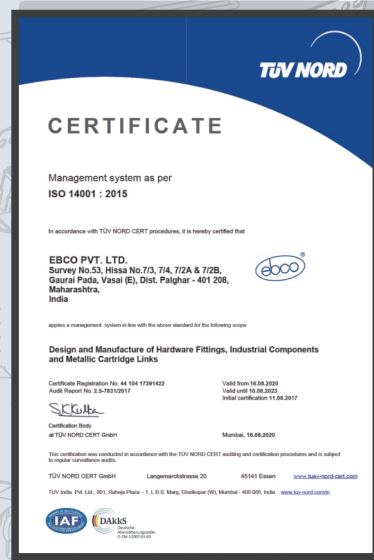 TÜV NORD
CERTIFICATE
Management system as per
ISO 14001 : 2015
In accordance with TÜV NORD CERT procedures, it is hereby certified that
EBCO PVT. LTD.
Survey No.53, Hissa No.7/3, 7/4, 7/2A & 7/2B,
Gaurai Pada, Vasai (E), Dist. Palghar - 401 208,
Maharashtra,
India
ebco ®
applies a management system in line with the above standard for the following scope
Design and Manufacture of Hardware Fittings, Industrial Components
and Metallic Cartridge Links
Certificate Registration No. 44 104 17391422
Audit Report No. 2.5-7831/2017
Valid from 16.08.2020
Valid until 10.08.2023
Initial certification 11.08.2017
Certification Body
at TÜV NORD CERT GmbH
Mumbai, 16.08.2020
This certification was conducted in accordance with the TÜV NORD CERT auditing and certification procedures and is subject
to regular surveillance audits.
TÜV NORD CERT GmbH Langemarckstrasse 20 45141 Essen www.tuev-nord-cert.com
TUV India Pvt. Ltd., 801, Raheja Plaza – 1, L.B.S. Marg, Ghatkopar (W), Mumbai - 400 086, India www.tuv-nord.com/in
IAF
DAkkS
Deutsche
Akkreditierungsstelle